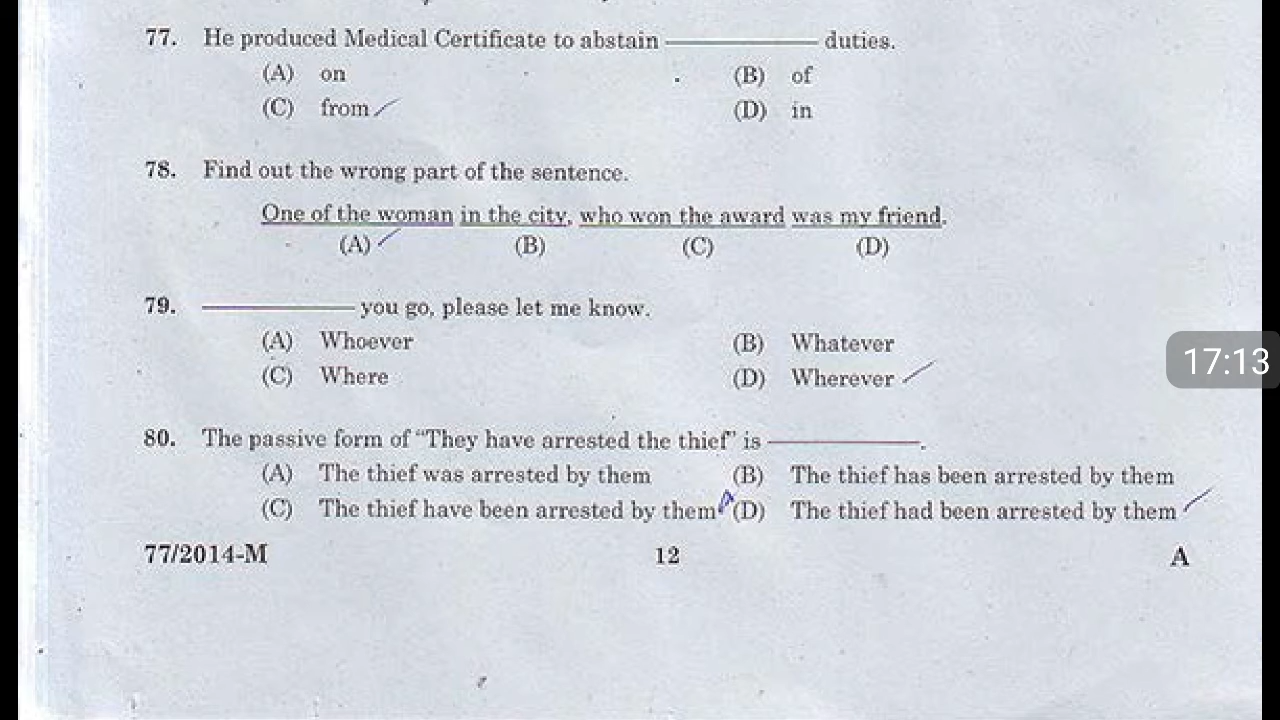 77. He produced Medical Certificate to abstain ———— duties.
(A) on (B) of
(C) from (D) in
78. Find out the wrong part of the sentence.
One of the woman in the city, who won the award was my friend.
(A) (B) (C) (D)
79. ———— you go, please let me know.
(A) Whoever (B) Whatever
(C) Where (D) Wherever
17:13
80. The passive form of "They have arrested the thief" is ————.
(A) The thief was arrested by them (B) The thief has been arrested by them
(C) The thief have been arrested by them (D) The thief had been arrested by them
77/2014-M 12 A